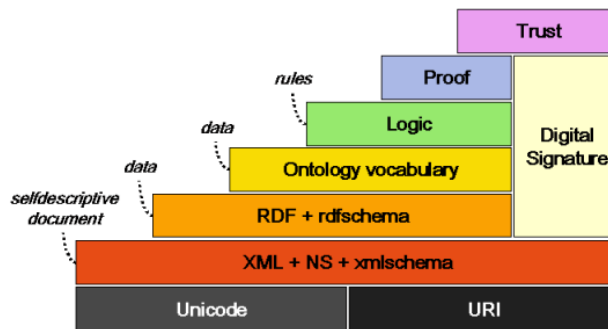 Trust
Proof
rules
Logic
Digital
Signature
data
Ontology vocabulary
data
RDF + rdfschema
selfdescriptive
document
XML + NS + xmlschema
Unicode
URI